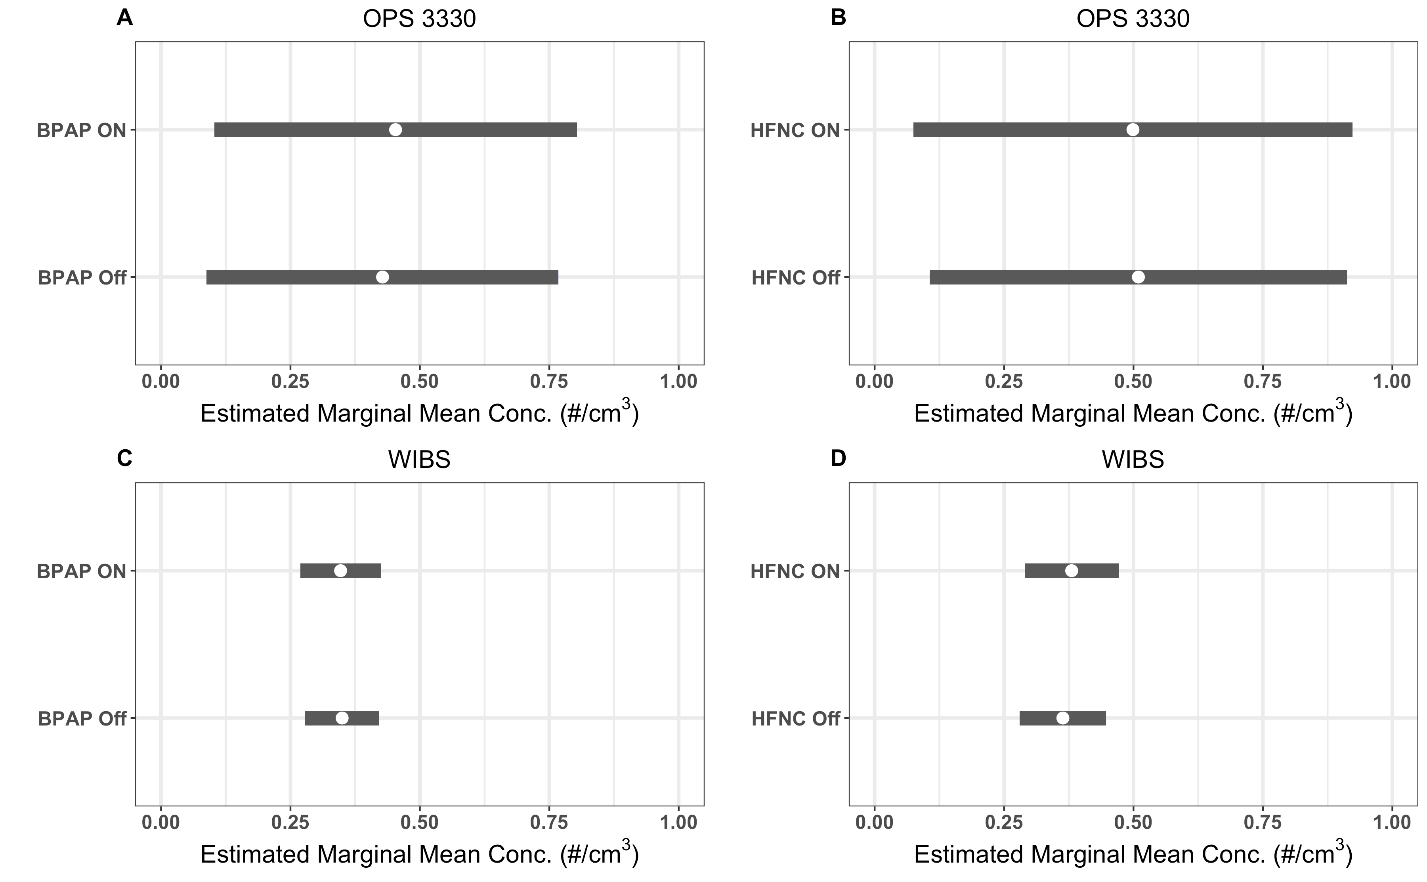 A OPS 3330
BPAP ON
BPAP Off
0.00 0.25 0.50 0.75 1.00
Estimated Marginal Mean Conc. (#/cm³)
B OPS 3330
HFNC ON
HFNC Off
0.00 0.25 0.50 0.75 1.00
Estimated Marginal Mean Conc. (#/cm³)
C WIBS
BPAP ON
BPAP Off
0.00 0.25 0.50 0.75 1.00
Estimated Marginal Mean Conc. (#/cm³)
D WIBS
HFNC ON
HFNC Off
0.00 0.25 0.50 0.75 1.00
Estimated Marginal Mean Conc. (#/cm³)